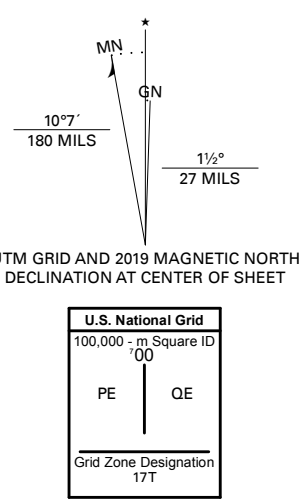 ★
MN
GN
10°7´
180 MILS
1½°
27 MILS
UTM GRID AND 2019 MAGNETIC NORTH
DECLINATION AT CENTER OF SHEET
U.S. National Grid
100,000 - m Square ID
⁷00
PE QE
Grid Zone Designation
17T